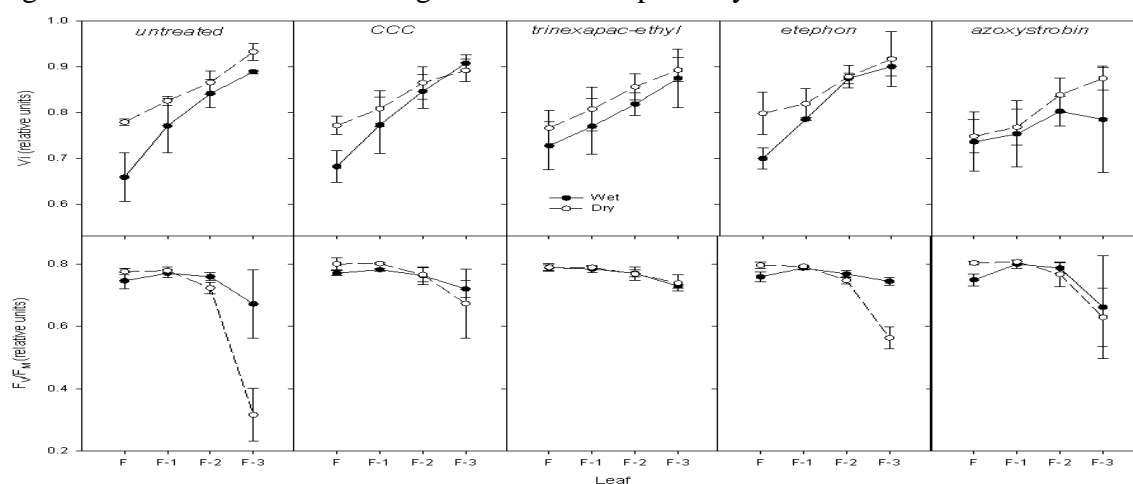 untreated
CCC
trinexapac-ethyl
etephon
azoxystrobin
1.0
0.9
0.8
0.7
0.6
Vi (relative units)
Wet
Dry
0.8
0.6
0.4
0.2
FV/FM (relative units)
F F-1 F-2 F-3 F F-1 F-2 F-3 F F-1 F-2 F-3 F F-1 F-2 F-3 F F-1 F-2 F-3
Leaf